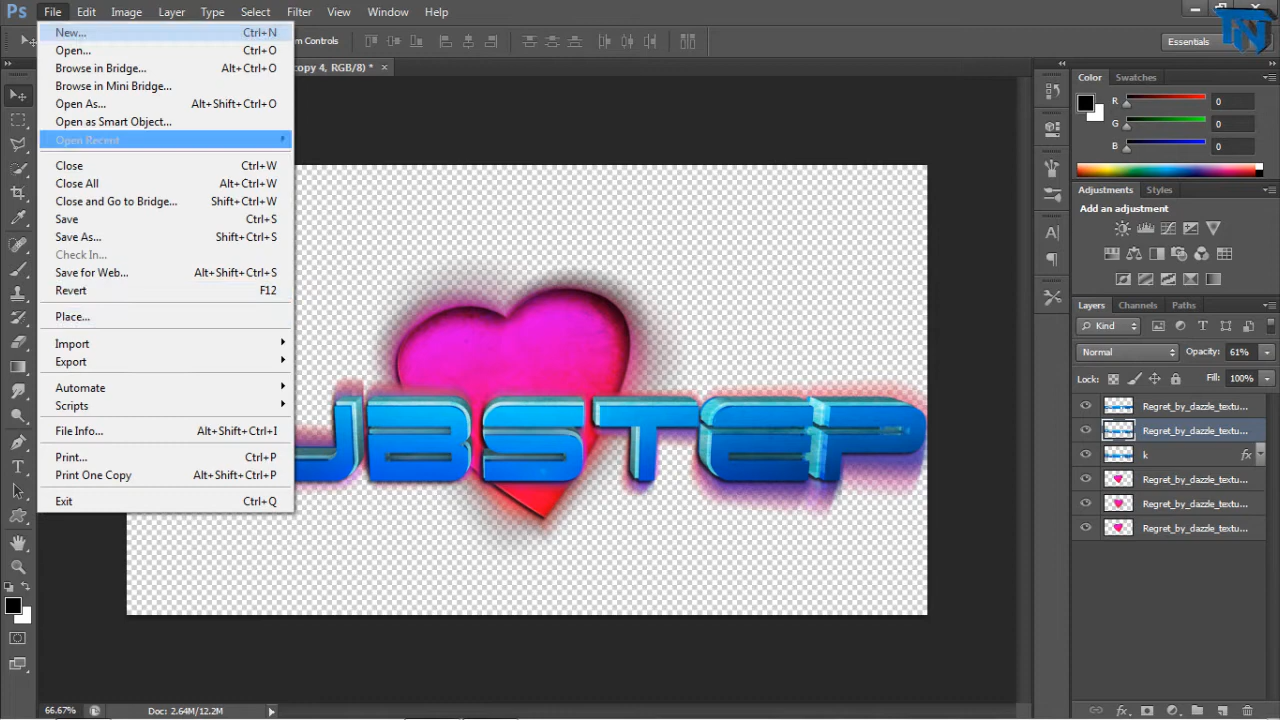 Ps File Edit Image Layer Type Select Filter View Window Help
TN
m Controls
Essentials
copy 4, RGB/8) * ×
New... Ctrl+N
Open... Ctrl+O
Browse in Bridge... Alt+Ctrl+O
Browse in Mini Bridge...
Open As... Alt+Shift+Ctrl+O
Open as Smart Object...
Open Recent
Close Ctrl+W
Close All Alt+Ctrl+W
Close and Go to Bridge... Shift+Ctrl+W
Save Ctrl+S
Save As... Shift+Ctrl+S
Check In...
Save for Web... Alt+Shift+Ctrl+S
Revert F12
Place...
Import
Export
Automate
Scripts
File Info... Alt+Shift+Ctrl+I
Print... Ctrl+P
Print One Copy Alt+Shift+Ctrl+P
Exit Ctrl+Q
UBSTEP
Color Swatches
R 0
G 0
B 0
Adjustments Styles
Add an adjustment
Layers Channels Paths
Kind
Normal Opacity: 61%
Lock: Fill: 100%
Regret_by_dazzle_textu...
Regret_by_dazzle_textu...
k fx
Regret_by_dazzle_textu...
Regret_by_dazzle_textu...
Regret_by_dazzle_textu...
66.67% Doc: 2.64M/12.2M
fx